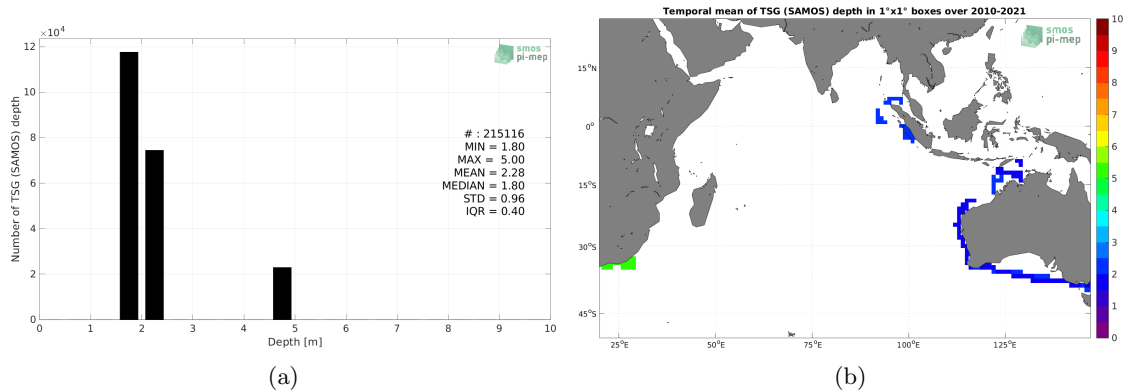 ×10⁴
12
10
8
6
4
2
0
Number of TSG (SAMOS) depth
0 1 2 3 4 5 6 7 8 9 10
Depth [m]
smos
pi-mep
# : 215116
MIN = 1.80
MAX = 5.00
MEAN = 2.28
MEDIAN = 1.80
STD = 0.96
IQR = 0.40
(a)
Temporal mean of TSG (SAMOS) depth in 1°x1° boxes over 2010-2021
smos
pi-mep
15°N
0°
15°S
30°S
45°S
25°E 50°E 75°E 100°E 125°E
10
9
8
7
6
5
4
3
2
1
0
(b)